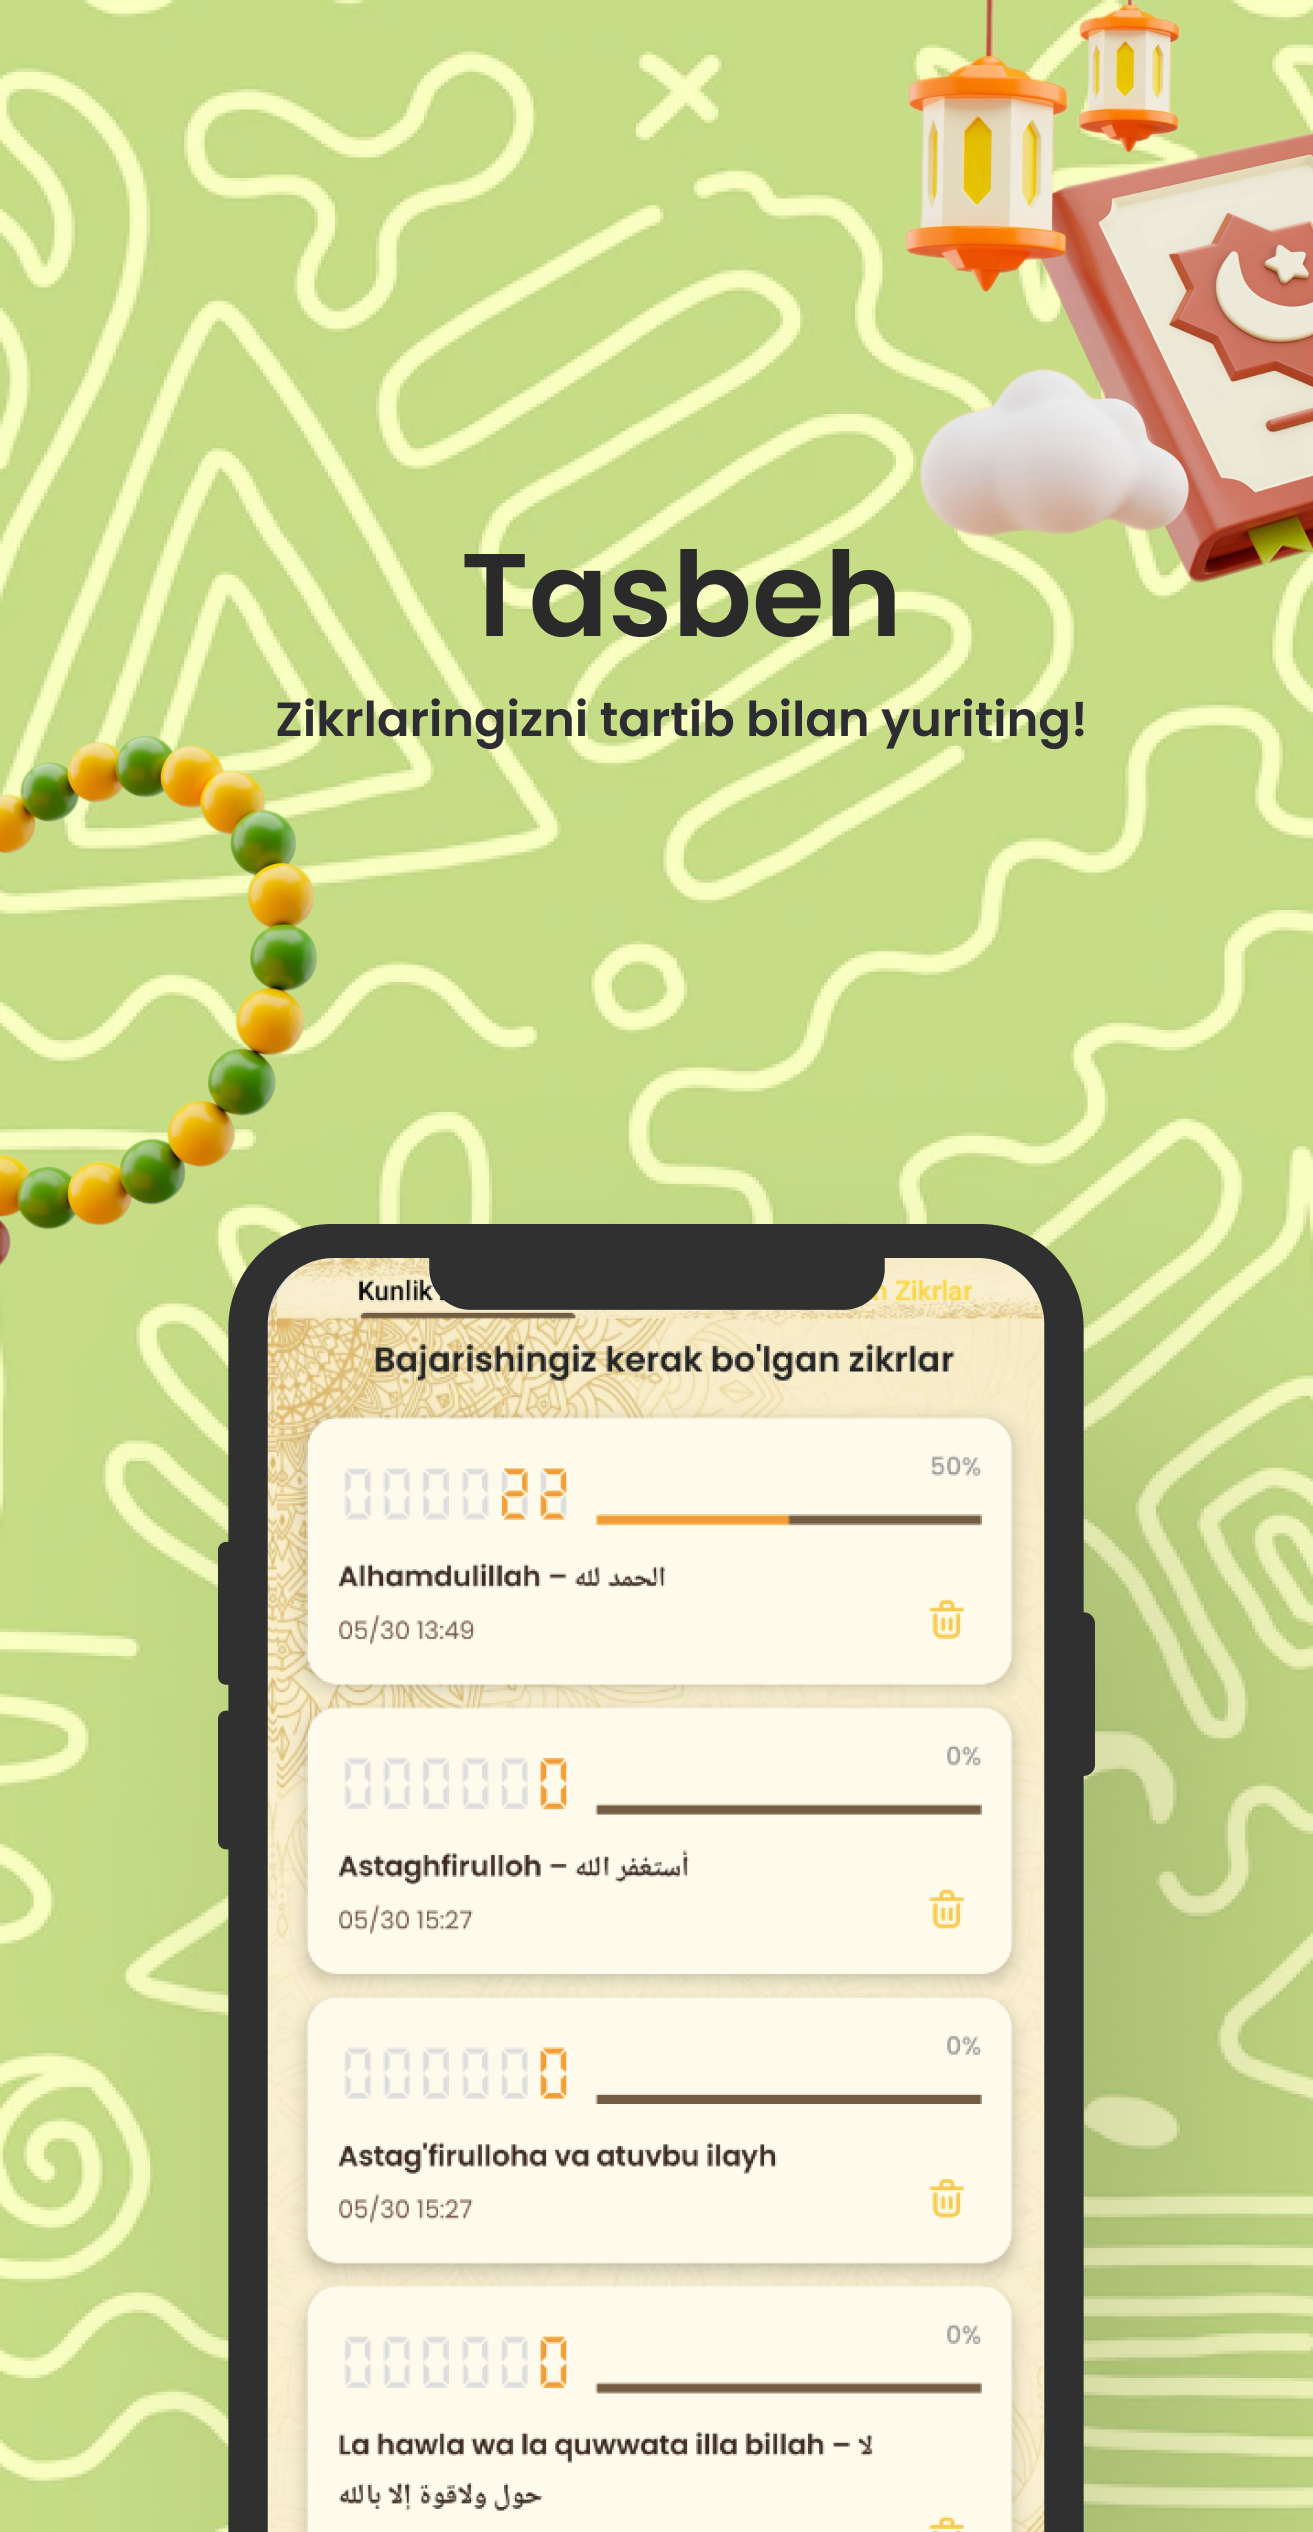 Tasbeh
Zikrlaringizni tartib bilan yuriting!
Kunlik
Zikrlar
Bajarishingiz kerak bo'lgan zikrlar
000022
50%
Alhamdulillah – الحمد لله
05/30 13:49
000000
0%
Astaghfirulloh – أستغفر الله
05/30 15:27
000000
0%
Astag'firulloha va atuvbu ilayh
05/30 15:27
000000
0%
La hawla wa la quwwata illa billah – لا
حول ولاقوة إلا بالله